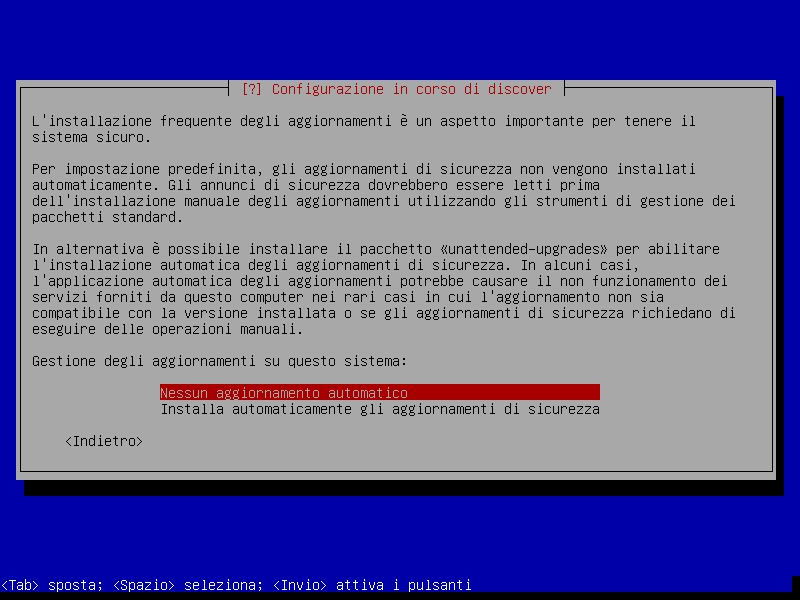 [?] Configurazione in corso di discover
L'installazione frequente degli aggiornamenti è un aspetto importante per tenere il
sistema sicuro.
Per impostazione predefinita, gli aggiornamenti di sicurezza non vengono installati
automaticamente. Gli annunci di sicurezza dovrebbero essere letti prima
dell'installazione manuale degli aggiornamenti utilizzando gli strumenti di gestione dei
pacchetti standard.
In alternativa è possibile installare il pacchetto «unattended-upgrades» per abilitare
l'installazione automatica degli aggiornamenti di sicurezza. In alcuni casi,
l'applicazione automatica degli aggiornamenti potrebbe causare il non funzionamento dei
servizi forniti da questo computer nei rari casi in cui l'aggiornamento non sia
compatibile con la versione installata o se gli aggiornamenti di sicurezza richiedano di
eseguire delle operazioni manuali.
Gestione degli aggiornamenti su questo sistema:
Nessun aggiornamento automatico
Installa automaticamente gli aggiornamenti di sicurezza
<Indietro>
<Tab> sposta; <Spazio> seleziona; <Invio> attiva i pulsanti